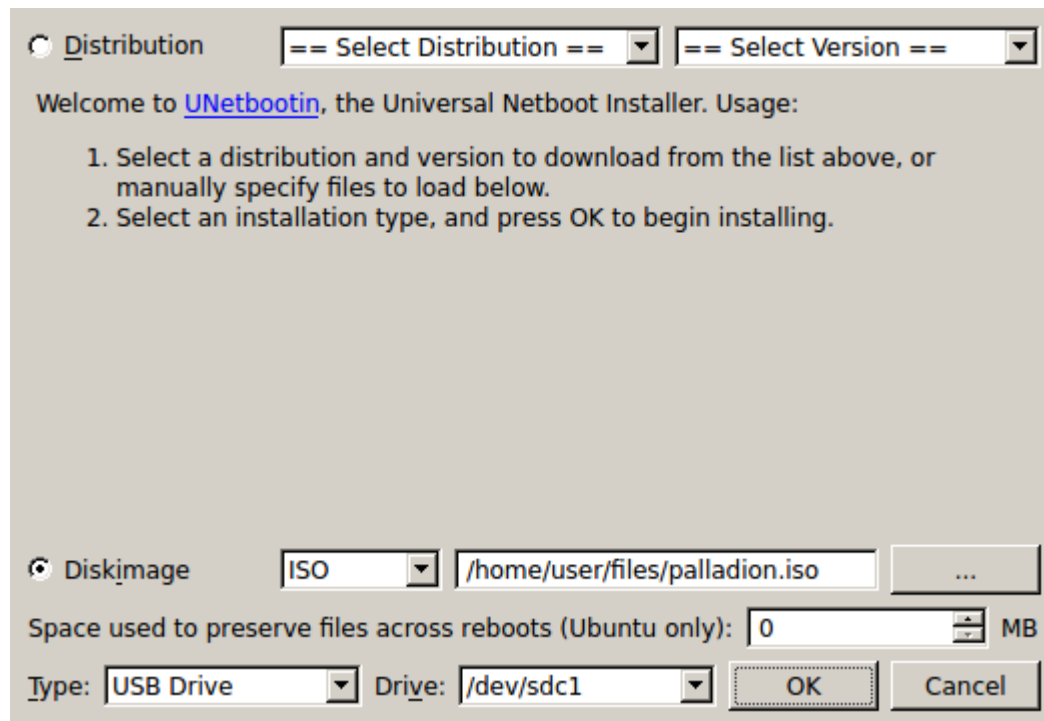 Distribution == Select Distribution == == Select Version ==
Welcome to UNetbootin, the Universal Netboot Installer. Usage:
1. Select a distribution and version to download from the list above, or
manually specify files to load below.
2. Select an installation type, and press OK to begin installing.
Diskimage ISO /home/user/files/palladion.iso ...
Space used to preserve files across reboots (Ubuntu only): 0 MB
Type: USB Drive Drive: /dev/sdc1 OK Cancel